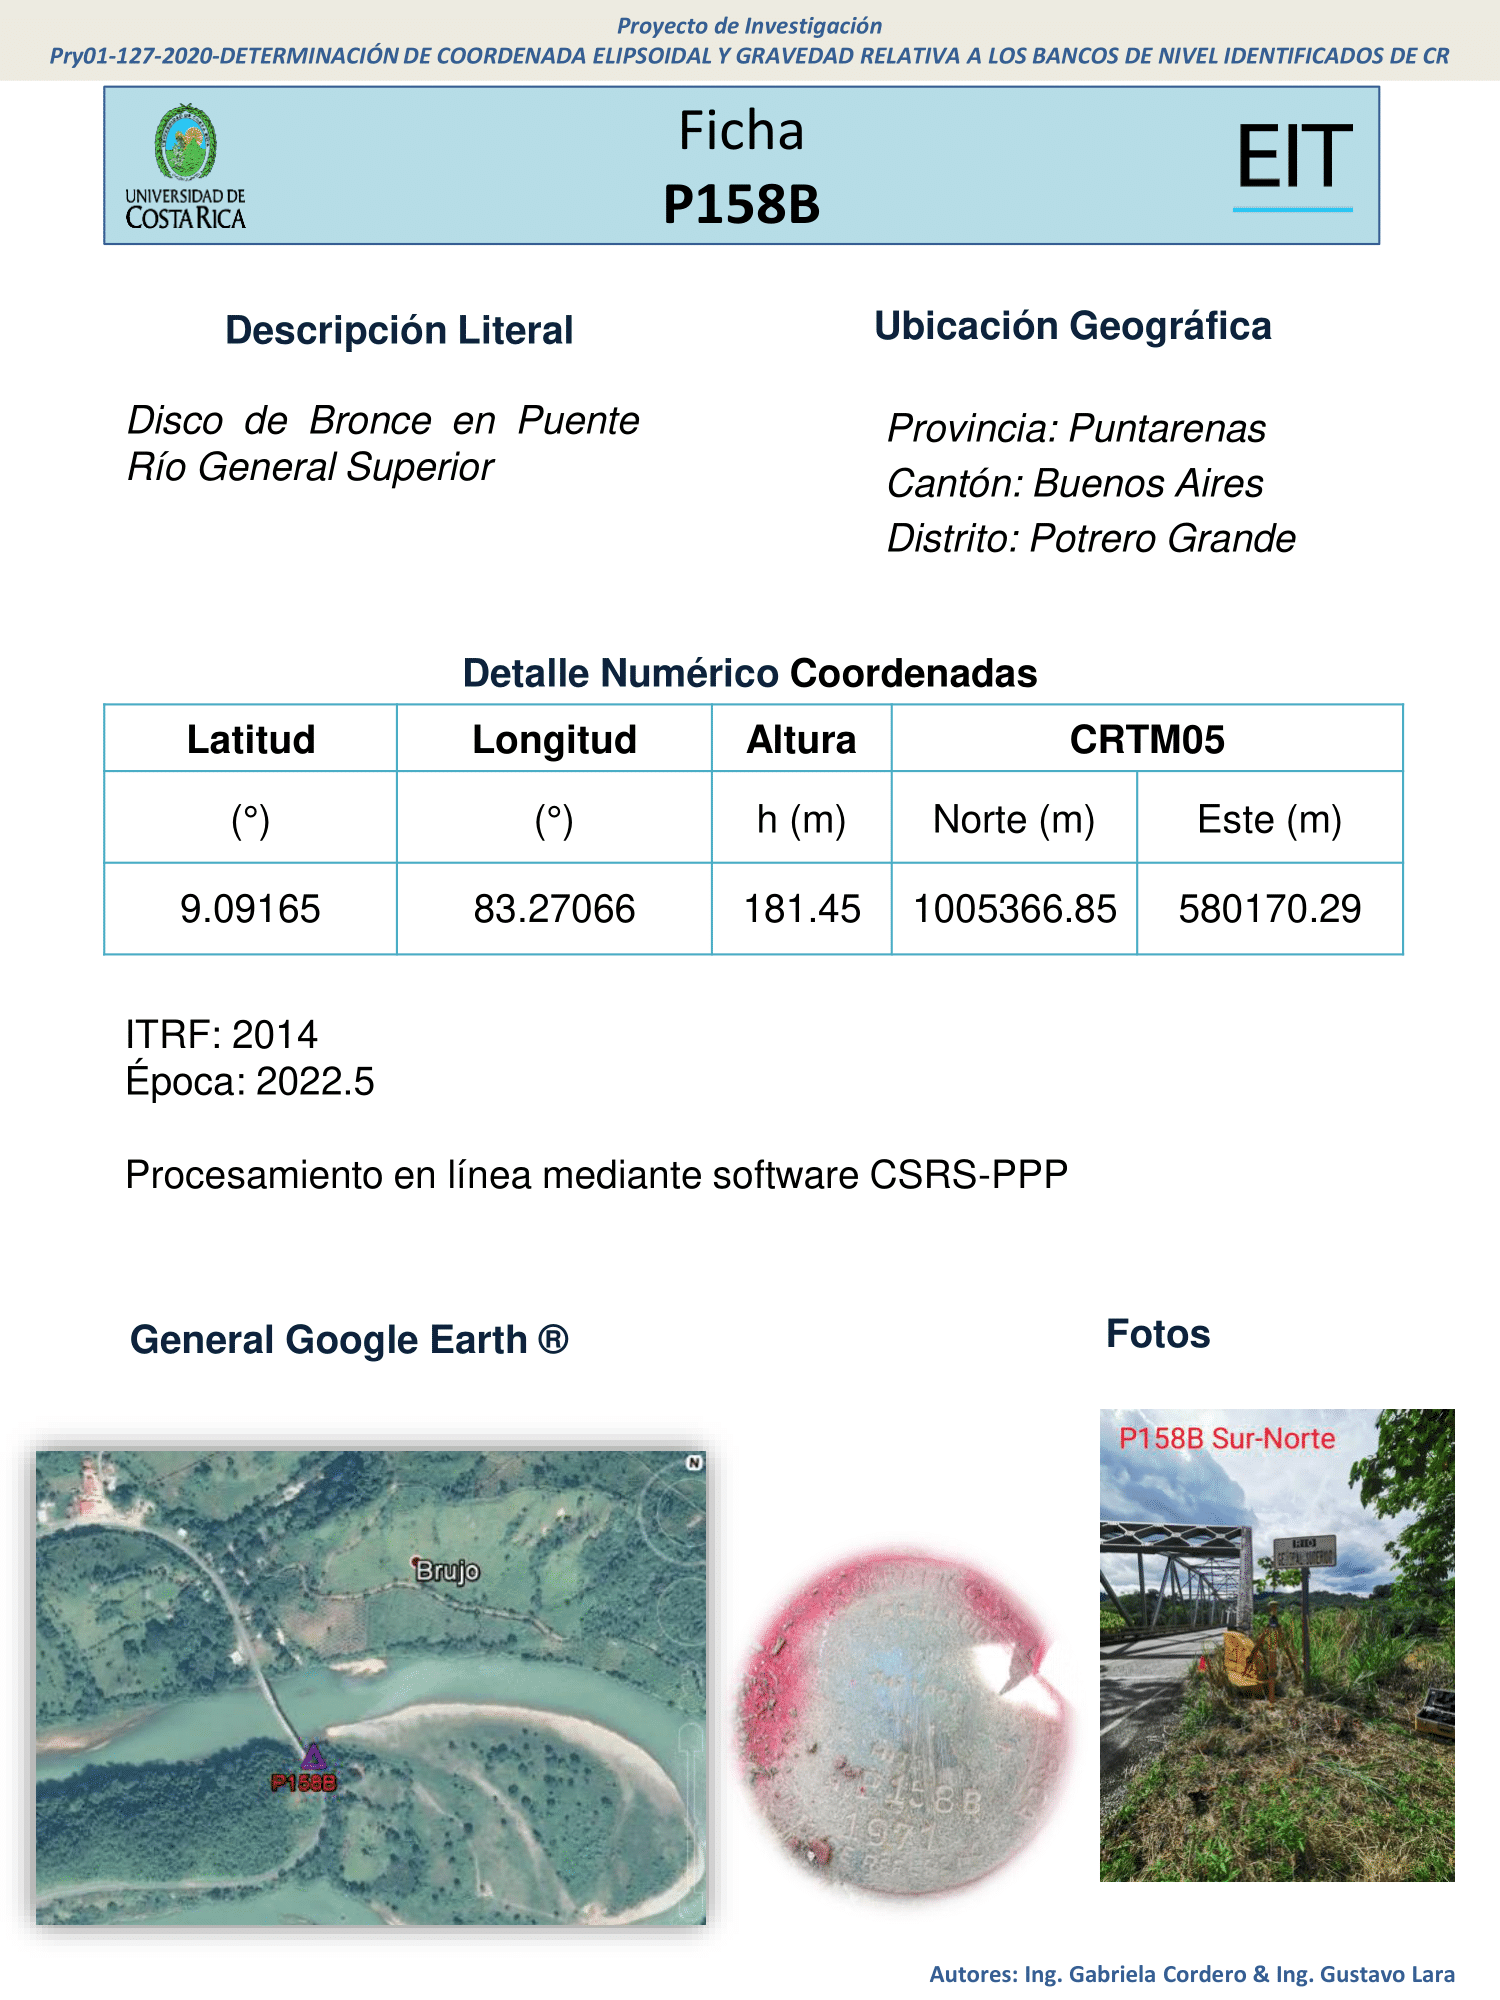 Proyecto de Investigación
Pry01-127-2020-DETERMINACIÓN DE COORDENADA ELIPSOIDAL Y GRAVEDAD RELATIVA A LOS BANCOS DE NIVEL IDENTIFICADOS DE CR
UNIVERSIDAD DE
COSTA RICA
Ficha
P158B
EIT
Descripción Literal
Disco de Bronce en Puente
Río General Superior
Ubicación Geográfica
Provincia: Puntarenas
Cantón: Buenos Aires
Distrito: Potrero Grande
Detalle Numérico Coordenadas
Latitud Longitud Altura CRTM05
(°) (°) h (m) Norte (m) Este (m)
9.09165 83.27066 181.45 1005366.85 580170.29
ITRF: 2014
Época: 2022.5
Procesamiento en línea mediante software CSRS-PPP
General Google Earth ®
Fotos
N
Brujo
P158B
P158B
1971
P158B Sur-Norte
RIO
Autores: Ing. Gabriela Cordero & Ing. Gustavo Lara